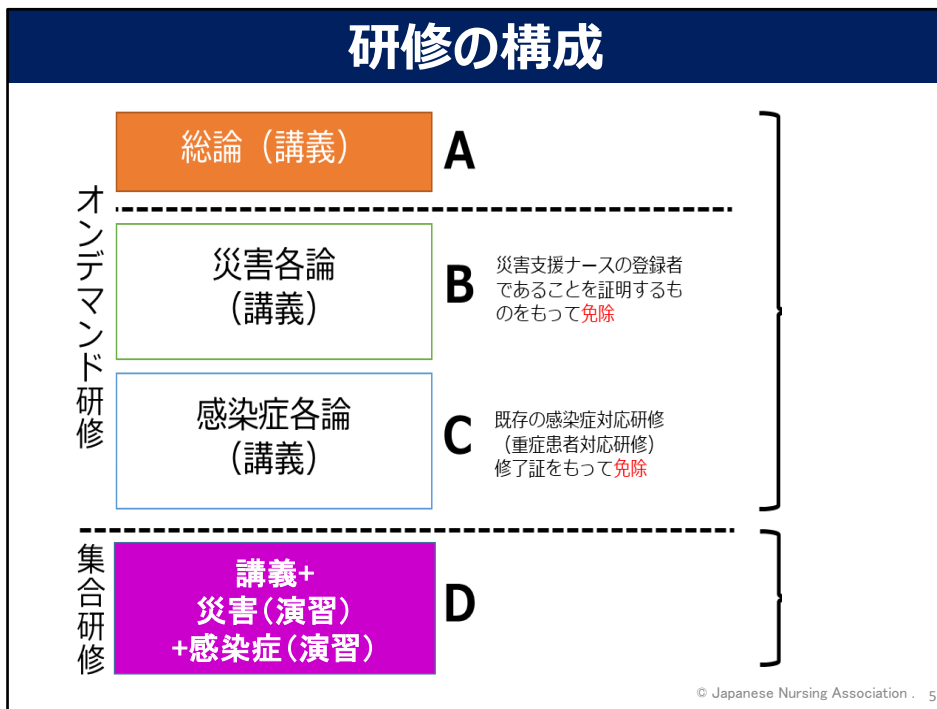 研修の構成
オンデマンド研修
総論（講義）
A
災害各論
（講義）
B
災害支援ナースの登録者
であることを証明するも
のをもって免除
感染症各論
（講義）
C
既存の感染症対応研修
（重症患者対応研修）
修了証をもって免除
集合研修
講義+
災害（演習）
+感染症（演習）
D
© Japanese Nursing Association .
5